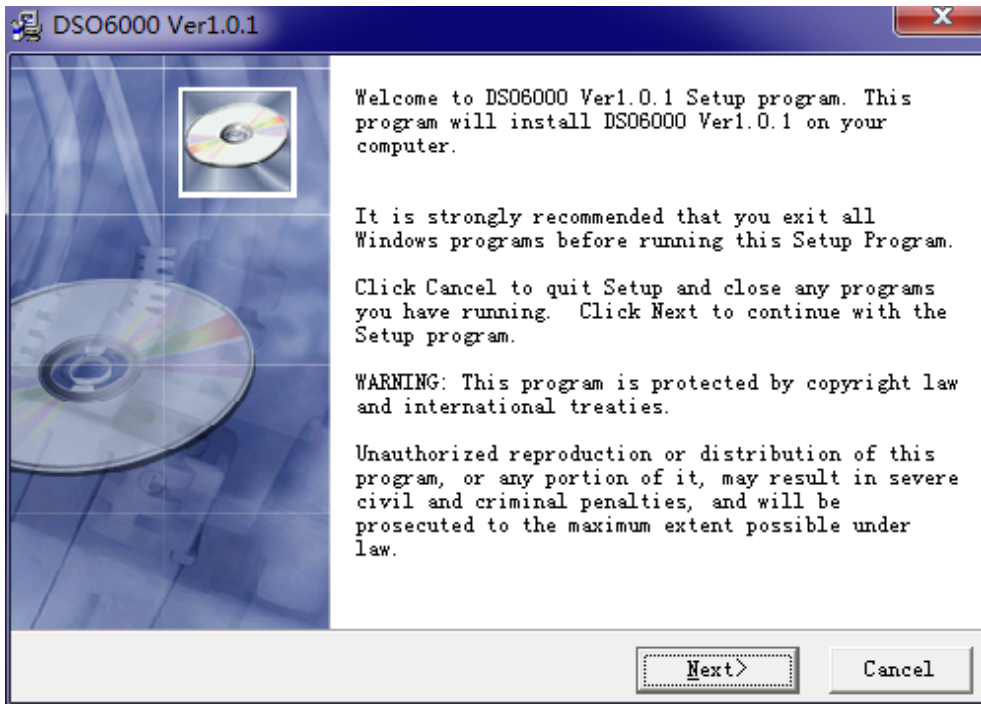 DSO6000 Ver1.0.1
Welcome to DSO6000 Ver1.0.1 Setup program. This
program will install DSO6000 Ver1.0.1 on your
computer.
It is strongly recommended that you exit all
Windows programs before running this Setup Program.
Click Cancel to quit Setup and close any programs
you have running. Click Next to continue with the
Setup program.
WARNING: This program is protected by copyright law
and international treaties.
Unauthorized reproduction or distribution of this
program, or any portion of it, may result in severe
civil and criminal penalties, and will be
prosecuted to the maximum extent possible under
law.
Next>
Cancel